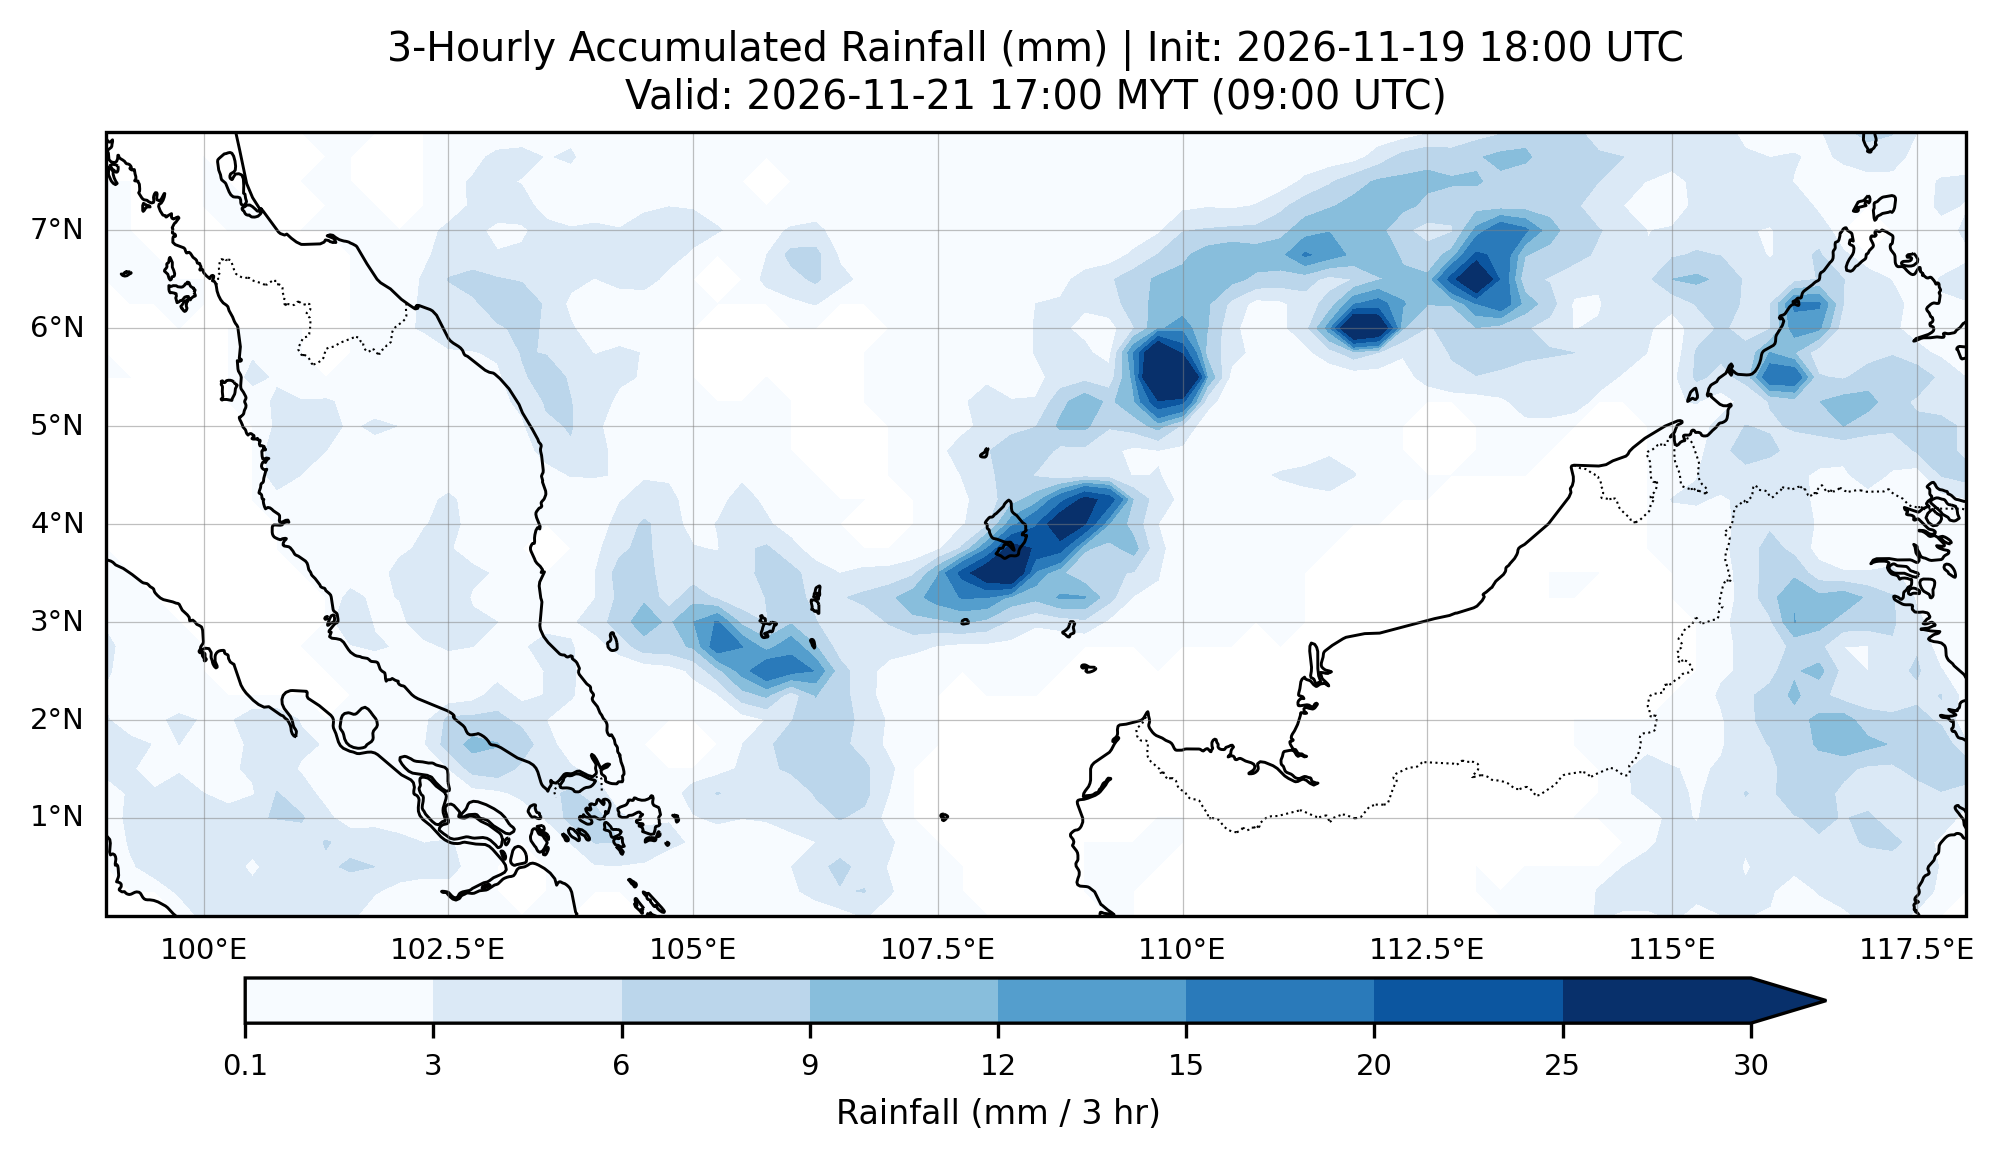 3-Hourly Accumulated Rainfall (mm) | Init: 2026-11-19 18:00 UTC
Valid: 2026-11-21 17:00 MYT (09:00 UTC)
7°N
6°N
5°N
4°N
3°N
2°N
1°N
100°E 102.5°E 105°E 107.5°E 110°E 112.5°E 115°E 117.5°E
0.1 3 6 9 12 15 20 25 30
Rainfall (mm / 3 hr)